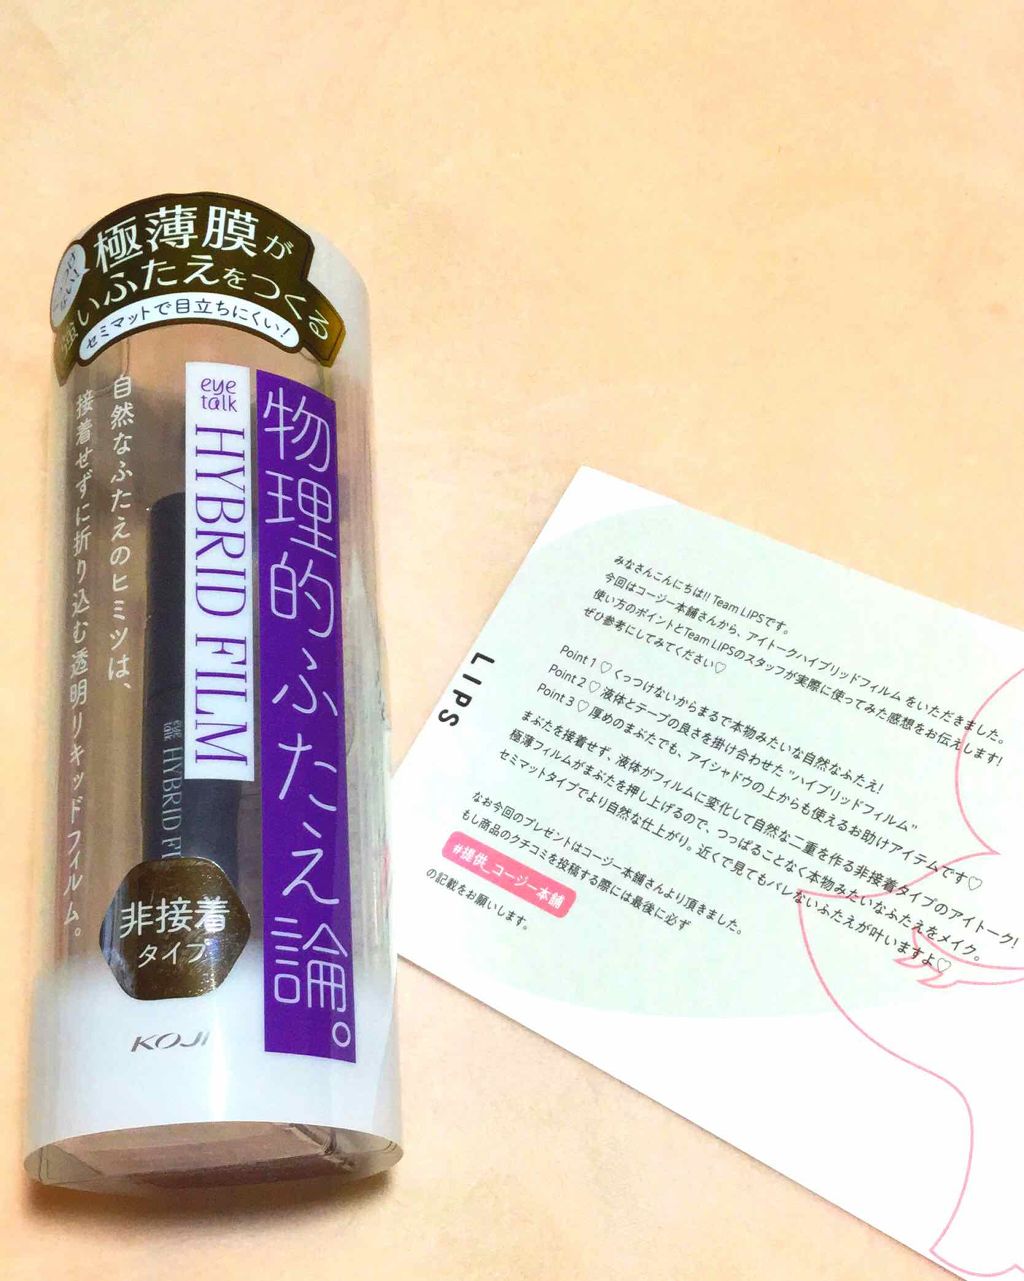 極薄膜が
強いふたえをつくる
セミマットで目立ちにくい!
物理的ふたえ論。
eye
talk
HYBRID FILM
自然なふたえのヒミツは、
接着せずに折り込む透明リキッドフィルム。
eye
talk
HYBRID FI
非接着
タイプ
KOJI
LIPS
みなさんこんにちは!! Team LIPSです。
今回はコージー本舗さんから、アイトークハイブリッドフィルム をいただきました。
使い方のポイントとTeam LIPSのスタッフが実際に使ってみた感想をお伝えします!
ぜひ参考にしてみてください♡
Point 1 ♡ くっつけないからまるで本物みたいな自然なふたえ!
Point 2 ♡ 液体とテープの良さを掛け合わせた "ハイブリッドフィルム"
Point 3 ♡ 厚めのまぶたでも、アイシャドウの上からも使えるお助けアイテムです♡
まぶたを接着せず、液体がフィルムに変化して自然な二重を作る非接着タイプのアイトーク!
極薄フィルムがまぶたを押し上げるので、つっぱることなく本物みたいなふたえをメイク。
セミマットタイプでより自然な仕上がり。近くで見てもバレないふたえが叶いますよ♡
なお今回のプレゼントはコージー本舗さんより頂きました。
もし商品のクチコミを投稿する際には最後に必ず
#提供_コージー本舗
の記載をお願いします。